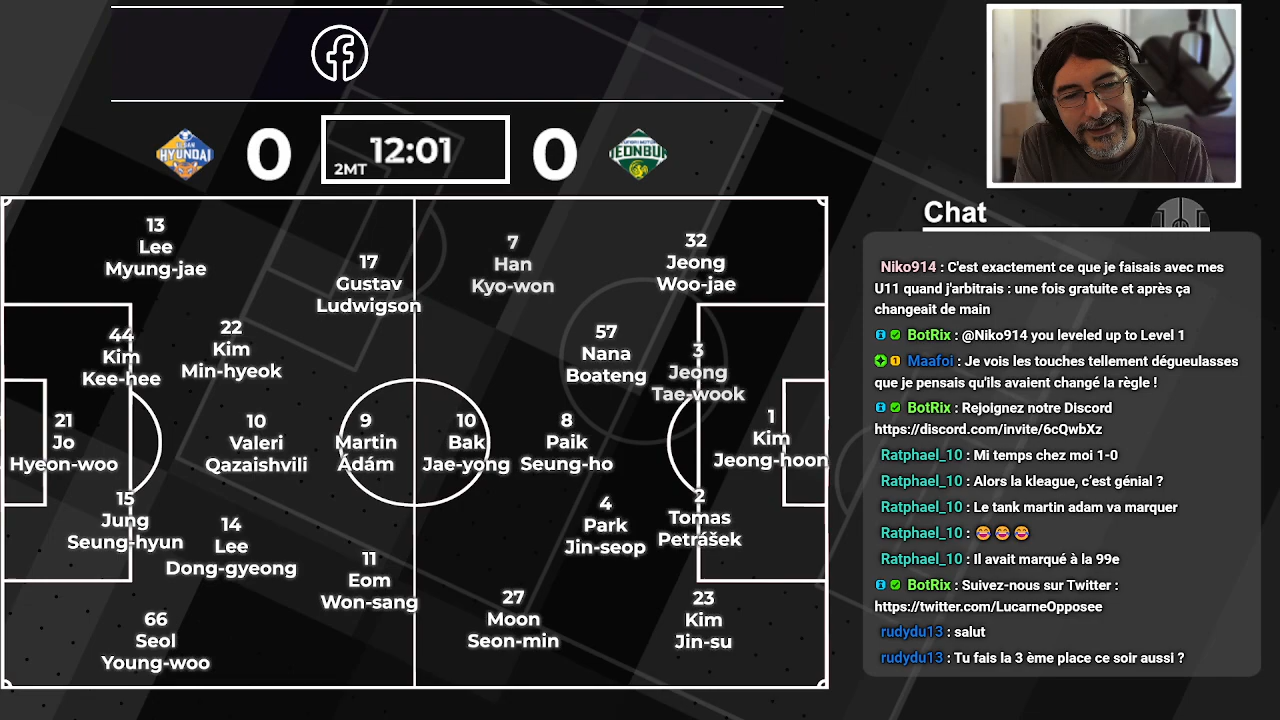 HYUNDAI
0
2MT 12:01
0
13
Lee
Myung-jae
17
Gustav
Ludwigson
7
Han
Kyo-won
32
Jeong
Woo-jae
44
Kim
Kee-hee
22
Kim
Min-hyeok
57
Nana
Boateng
3
Jeong
Tae-wook
21
Jo
Hyeon-woo
10
Valeri
Qazaishvili
9
Martin
Ádám
10
Bak
Jae-yong
8
Paik
Seung-ho
1
Kim
Jeong-hoon
15
Jung
Seung-hyun
14
Lee
Dong-gyeong
4
Park
Jin-seop
2
Tomas
Petrášek
11
Eom
Won-sang
66
Seol
Young-woo
27
Moon
Seon-min
23
Kim
Jin-su
Chat
Niko914 : C'est exactement ce que je faisais avec mes
U11 quand j'arbitrais : une fois gratuite et après ça
changeait de main
BotRix : @Niko914 you leveled up to Level 1
1 Maafoi : Je vois les touches tellement dégueulasses
que je pensais qu'ils avaient changé la règle !
BotRix : Rejoignez notre Discord
https://discord.com/invite/6cQwbXz
Ratphael_10 : Mi temps chez moi 1-0
Ratphael_10 : Alors la kleague, c'est génial ?
Ratphael_10 : Le tank martin adam va marquer
Ratphael_10 : 😂 😂 😂
Ratphael_10 : Il avait marqué à la 99e
BotRix : Suivez-nous sur Twitter :
https://twitter.com/LucarneOpposee
rudydu13 : salut
rudydu13 : Tu fais la 3 ème place ce soir aussi ?